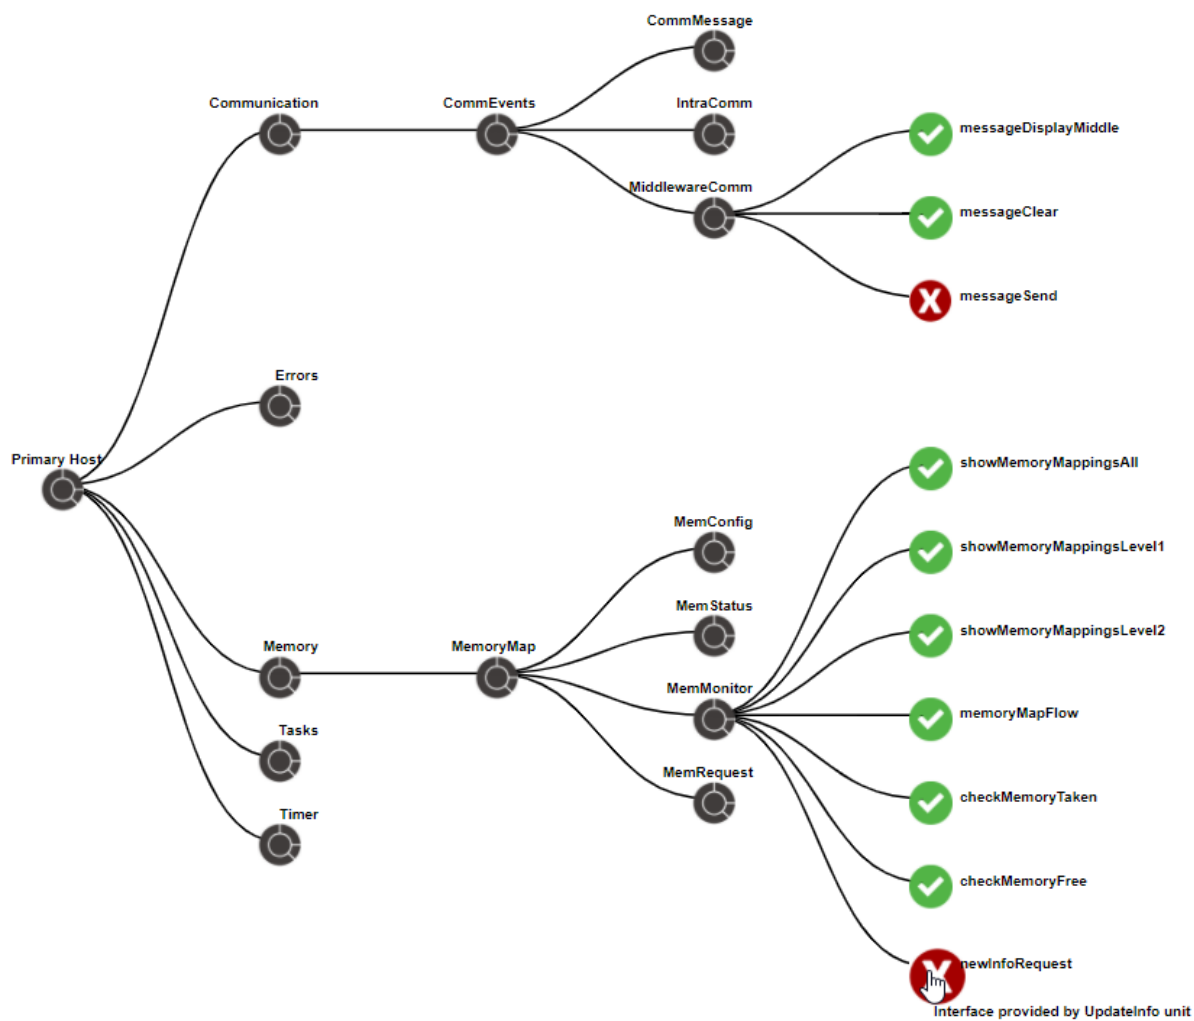 CommMessage
Communication
CommEvents
IntraComm
messageDisplayMiddle
MiddlewareComm
messageClear
messageSend
Errors
Primary Host
showMemoryMappingsAll
MemConfig
showMemoryMappingsLevel1
MemStatus
showMemoryMappingsLevel2
Memory
MemoryMap
MemMonitor
memoryMapFlow
Tasks
MemRequest
checkMemoryTaken
Timer
checkMemoryFree
newInfoRequest
Interface provided by UpdateInfo unit